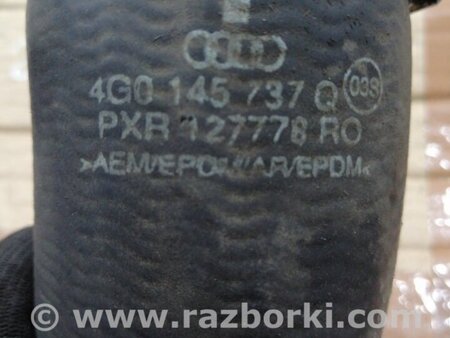 4G0 145 737 Q 03S
PXR 127778 RO
>AEM/EPDM/AR/EPDM<
© www.razborki.com